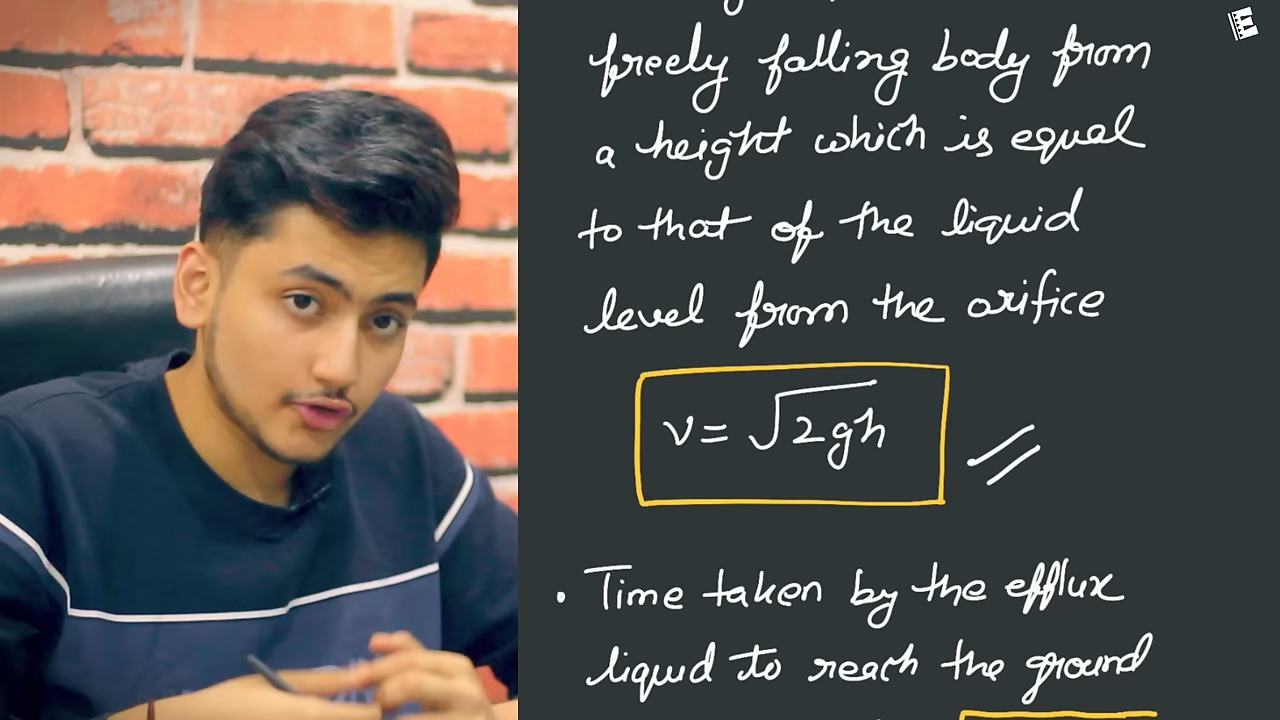 freely falling body from
a height which is equal
to that of the liquid
level from the orifice
v = √2gh
• Time taken by the efflux
liquid to reach the ground